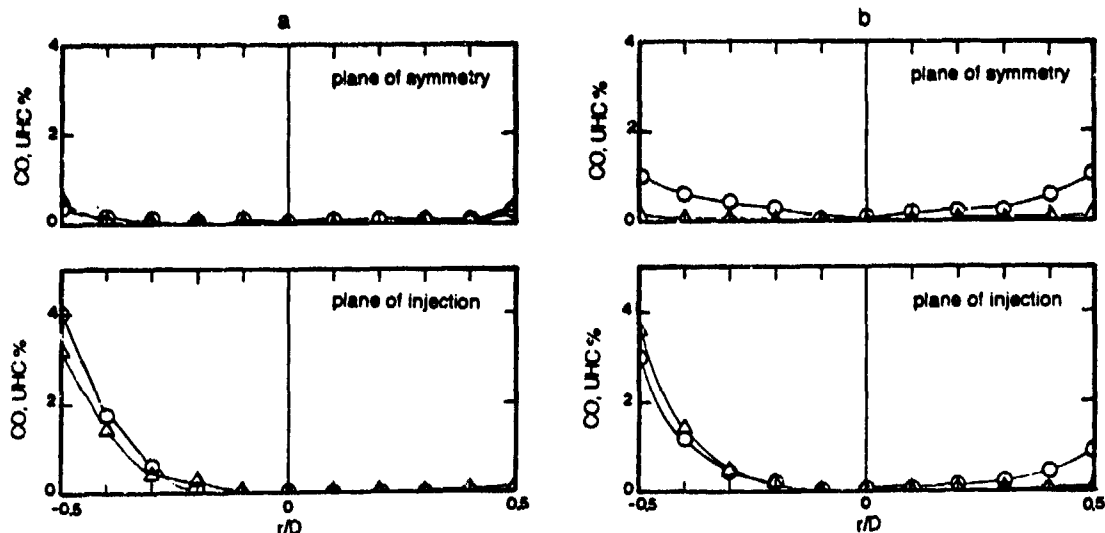 a
b
4
2
0
CO, UHC %
plane of symmetry
4
2
0
CO, UHC %
plane of symmetry
4
2
0
CO, UHC %
plane of injection
-0.5
0
0.5
r/D
4
2
0
CO, UHC %
plane of injection
-0.5
0
0.5
r/D